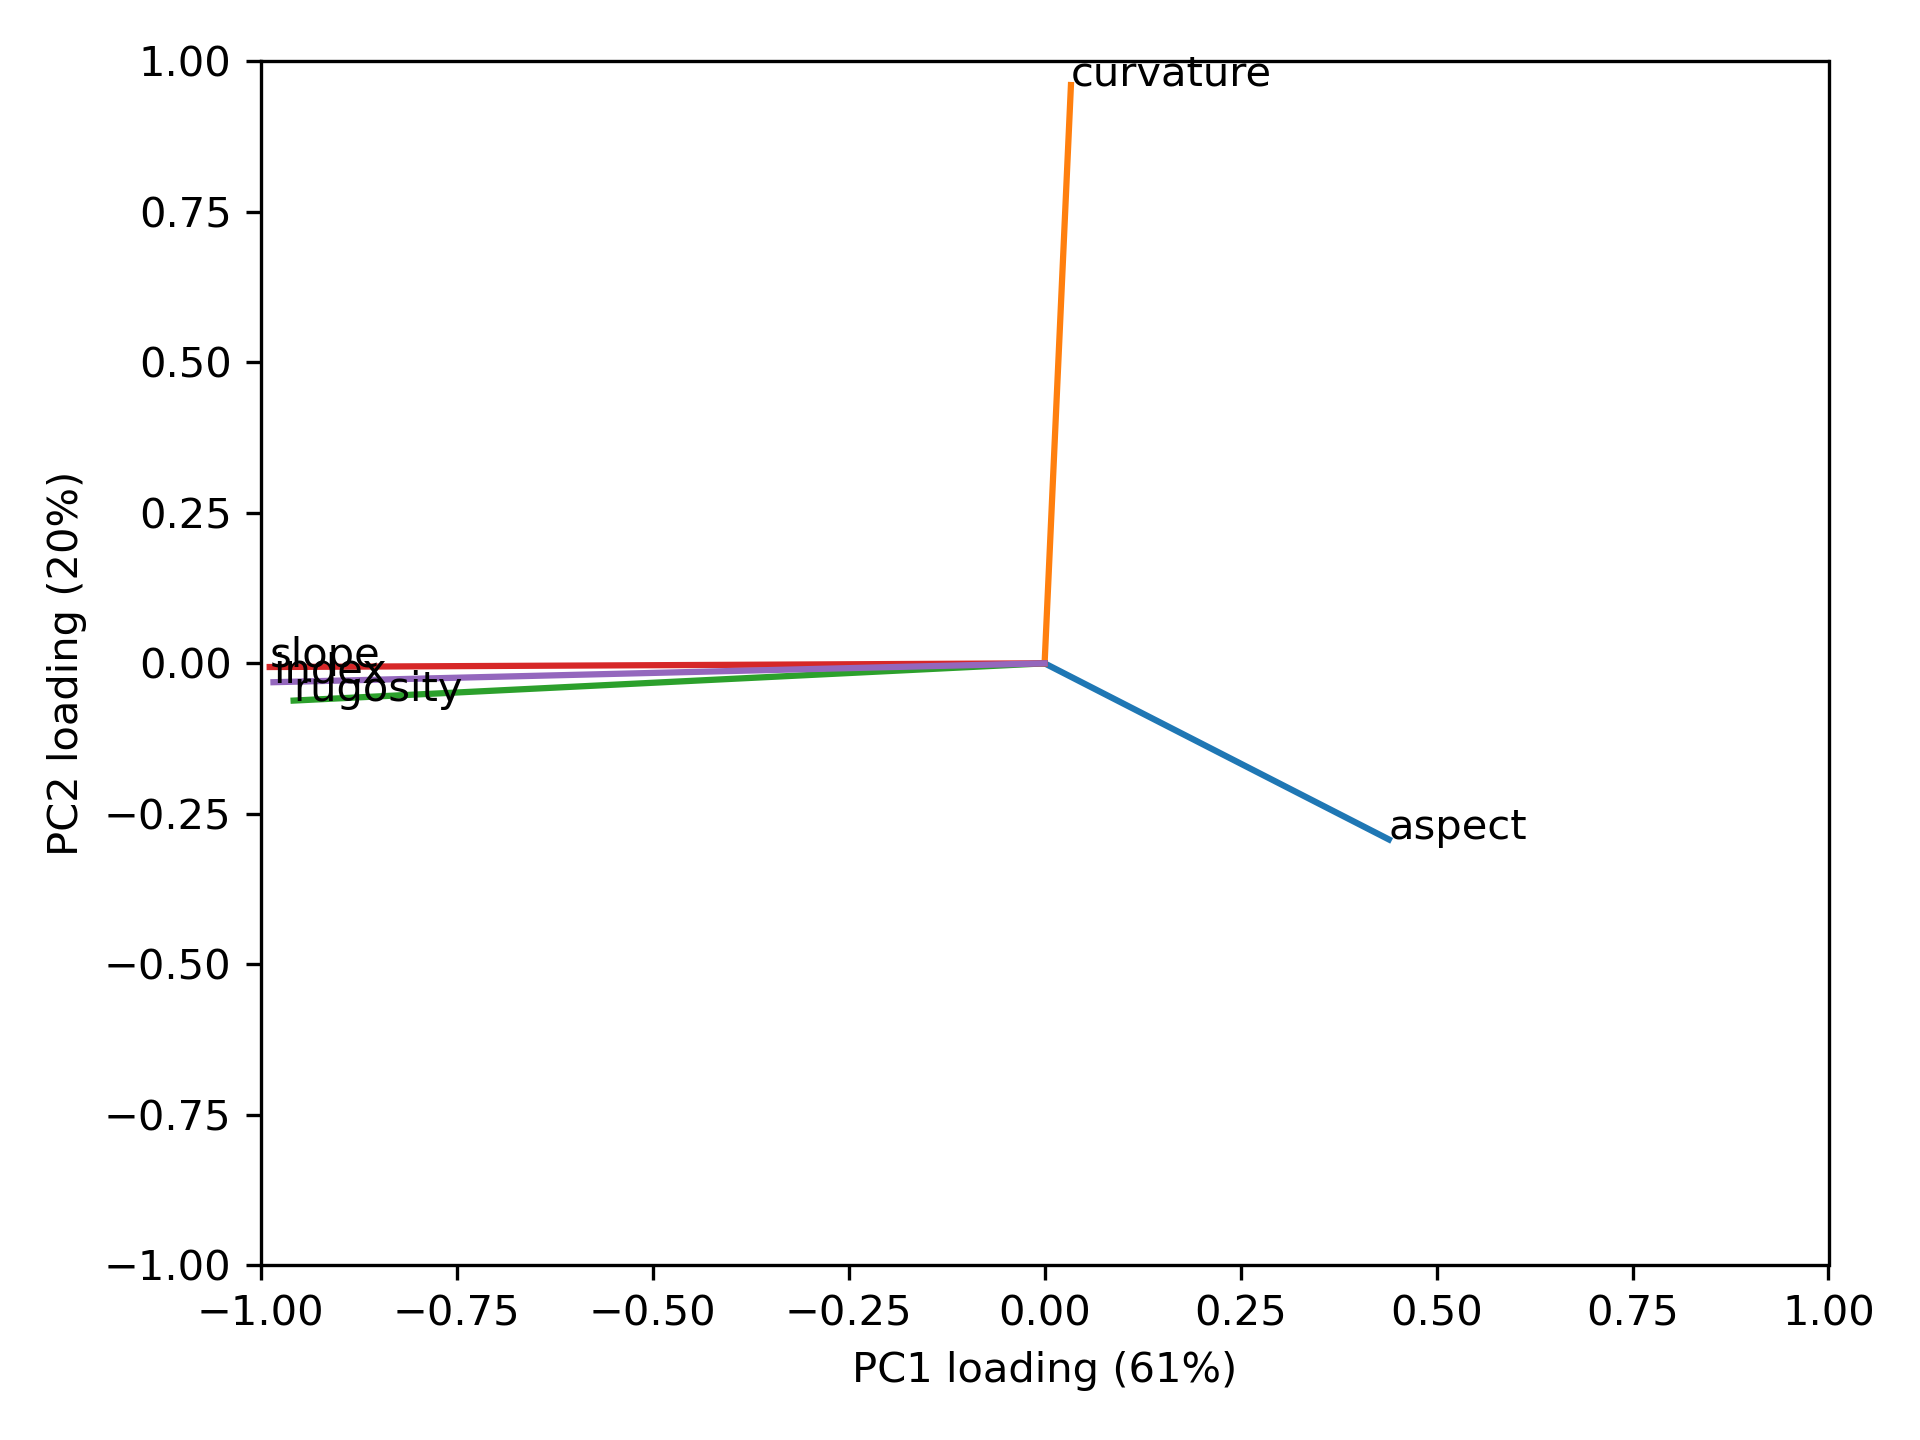 1.00
curvature
0.75
0.50
0.25
0.00
slope
index
rugosity
−0.25
aspect
−0.50
−0.75
−1.00
−1.00 −0.75 −0.50 −0.25 0.00 0.25 0.50 0.75 1.00
PC1 loading (61%)
PC2 loading (20%)